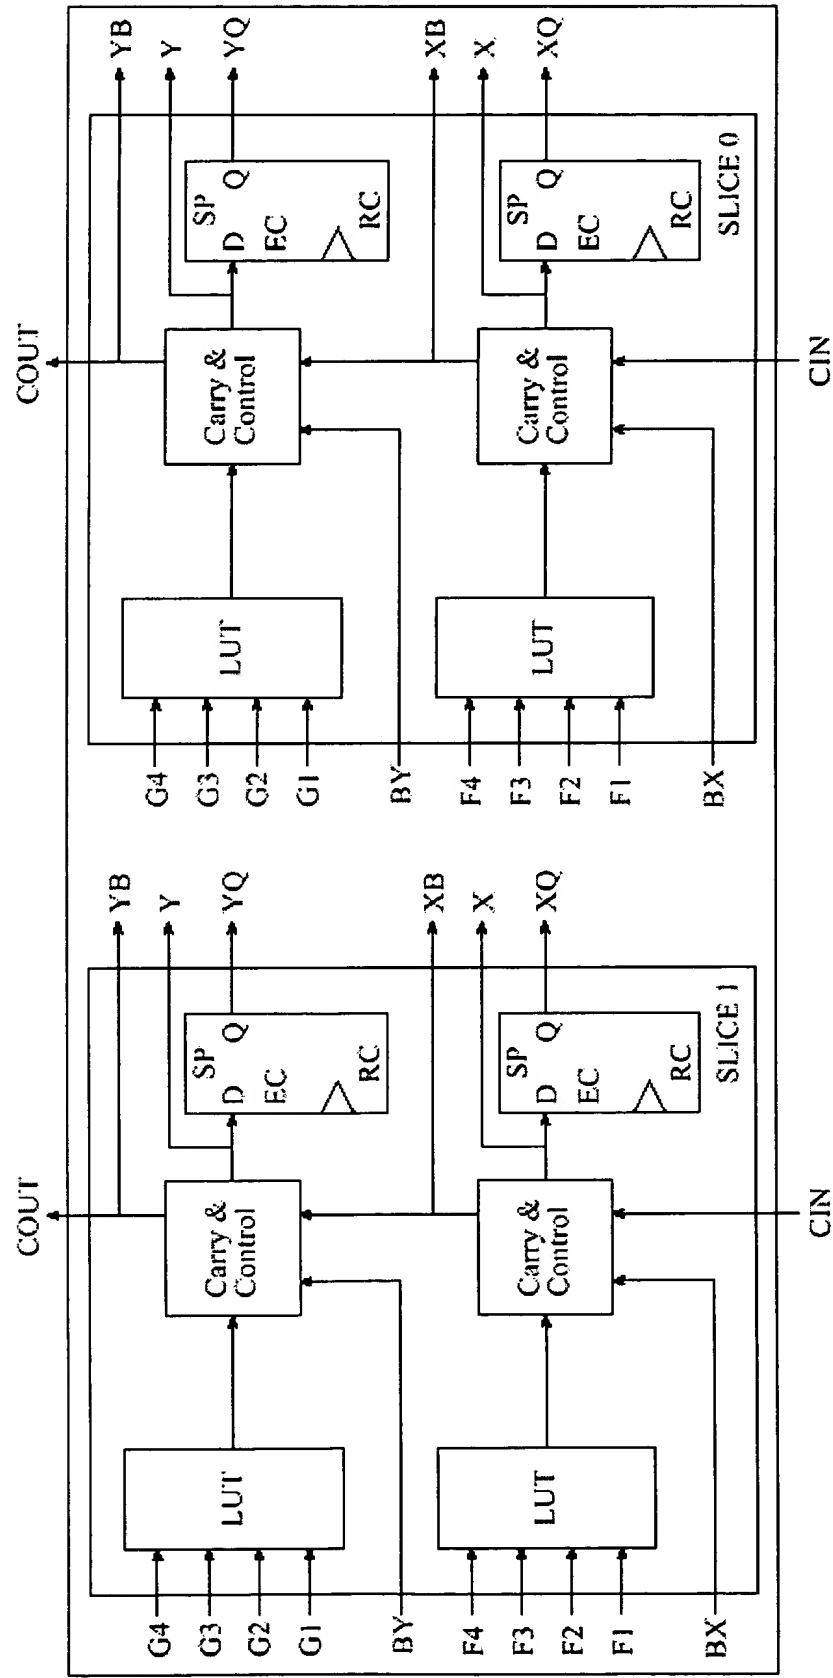 COUT
YB
Y
YQ
G4
G3
G2
G1
LUT
Carry &
Control
SP
D Q
EC
RC
BY
XB
X
XQ
F4
F3
F2
F1
LUT
Carry &
Control
SP
D Q
EC
RC
BX
SLICE 1
CIN
COUT
YB
Y
YQ
G4
G3
G2
G1
LUT
Carry &
Control
SP
D Q
EC
RC
BY
XB
X
XQ
F4
F3
F2
F1
LUT
Carry &
Control
SP
D Q
EC
RC
BX
SLICE 0
CIN